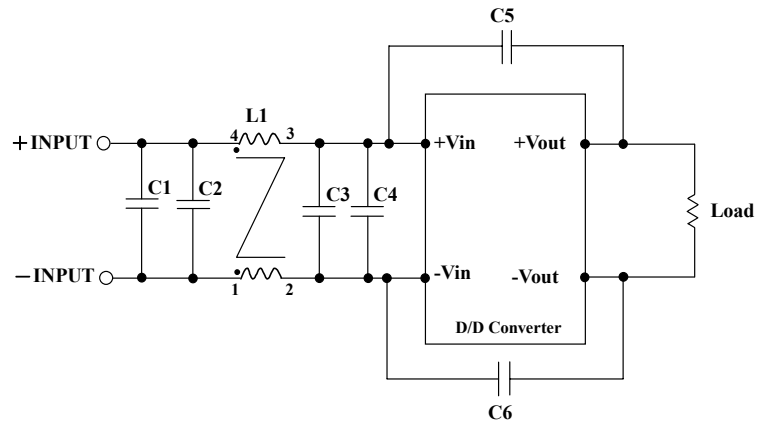 C5
L1
+INPUT
4
3
+Vin
+Vout
C1
C2
C3
C4
Load
−INPUT
1
2
-Vin
-Vout
D/D Converter
C6